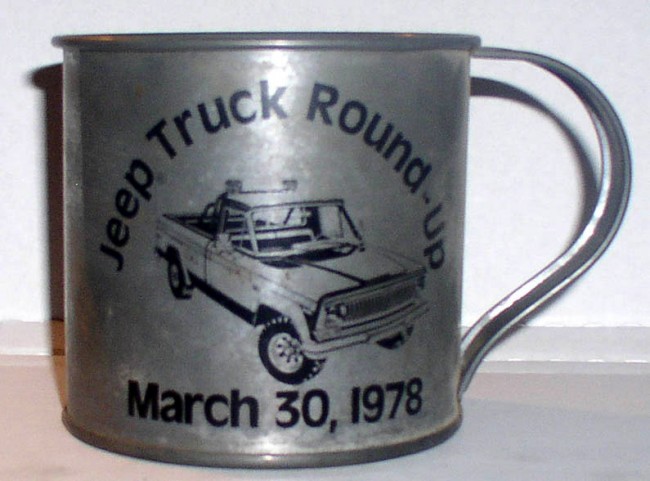 Jeep Truck Round-Up
March 30, 1978